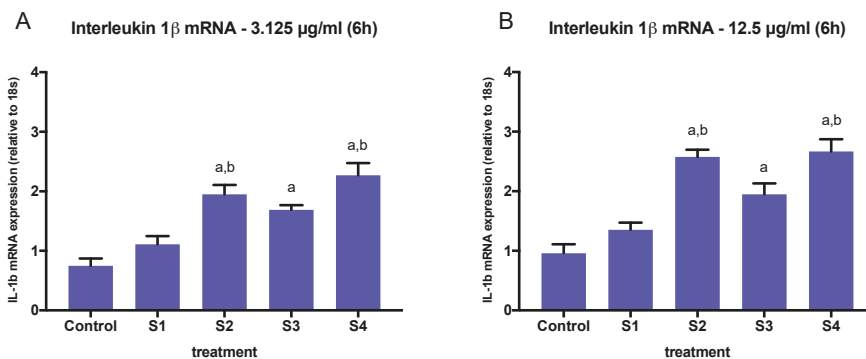 A
Interleukin 1β mRNA - 3.125 µg/ml (6h)
IL-1b mRNA expression (relative to 18s)
4
3
2
1
0
a,b
a
a,b
Control S1 S2 S3 S4
treatment
B
Interleukin 1β mRNA - 12.5 µg/ml (6h)
IL-1b mRNA expression (relative to 18s)
4
3
2
1
0
a,b
a
a,b
Control S1 S2 S3 S4
treatment